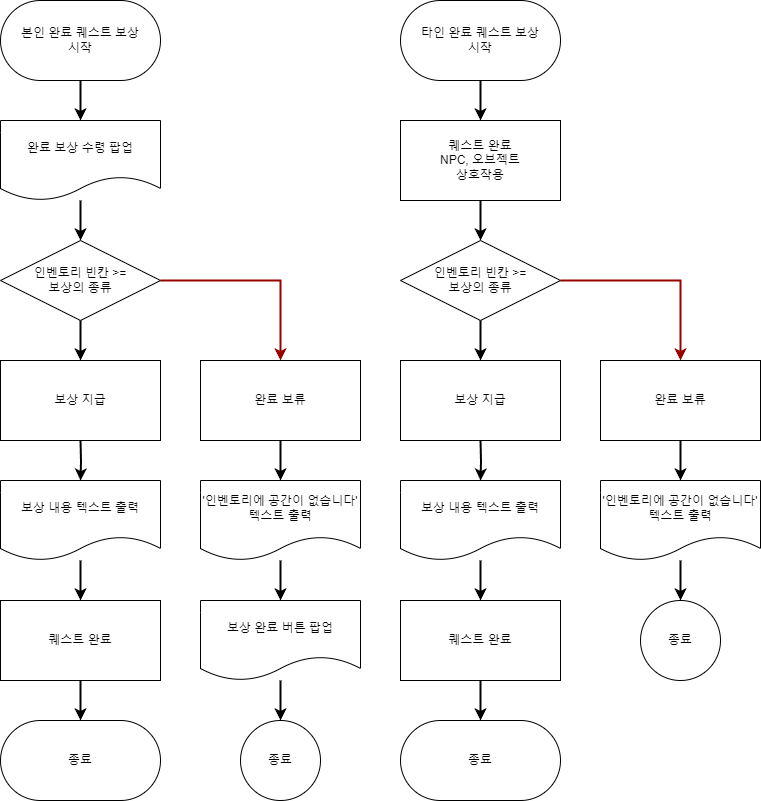 본인 완료 퀘스트 보상
시작
완료 보상 수령 팝업
인벤토리 빈칸 >=
보상의 종류
보상 지급
완료 보류
보상 내용 텍스트 출력
'인벤토리에 공간이 없습니다'
텍스트 출력
퀘스트 완료
보상 완료 버튼 팝업
종료
종료
타인 완료 퀘스트 보상
시작
퀘스트 완료
NPC, 오브젝트
상호작용
인벤토리 빈칸 >=
보상의 종류
보상 지급
완료 보류
보상 내용 텍스트 출력
'인벤토리에 공간이 없습니다'
텍스트 출력
퀘스트 완료
종료
종료